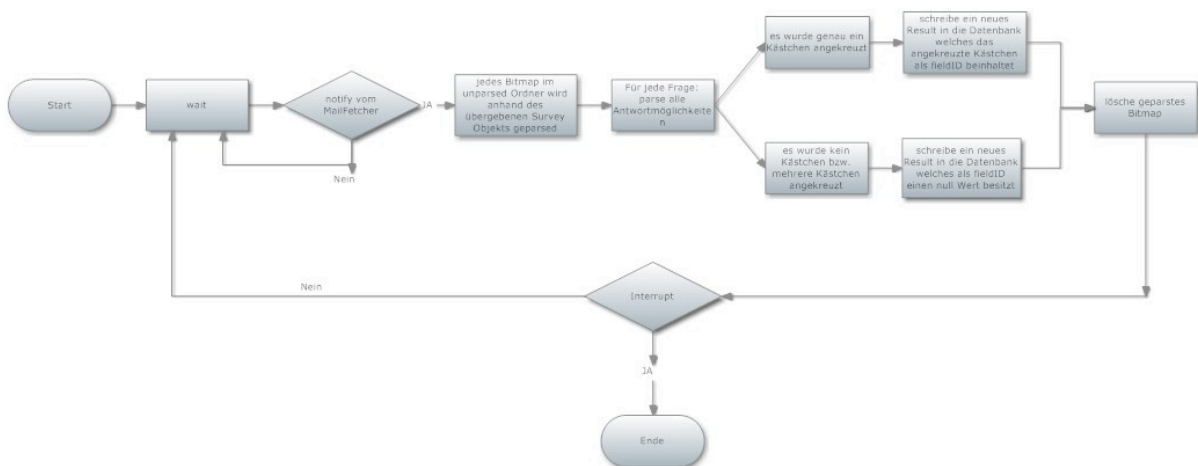 Start
wait
notify vom
MailFetcher
JA
Nein
jedes Bitmap im
unparsed Ordner wird
anhand des
übergebenen Survey
Objekts geparsed
Für jede Frage:
parse alle
Antwortmöglichkeite
n
es wurde genau ein
Kästchen angekreuzt
schreibe ein neues
Result in die Datenbank
welches das
angekreuzte Kästchen
als fieldID beinhaltet
es wurde kein
Kästchen bzw.
mehrere Kästchen
angekreuzt
schreibe ein neues
Result in die Datenbank
welches als fieldID
einen null Wert besitzt
lösche geparstes
Bitmap
Interrupt
Nein
JA
Ende